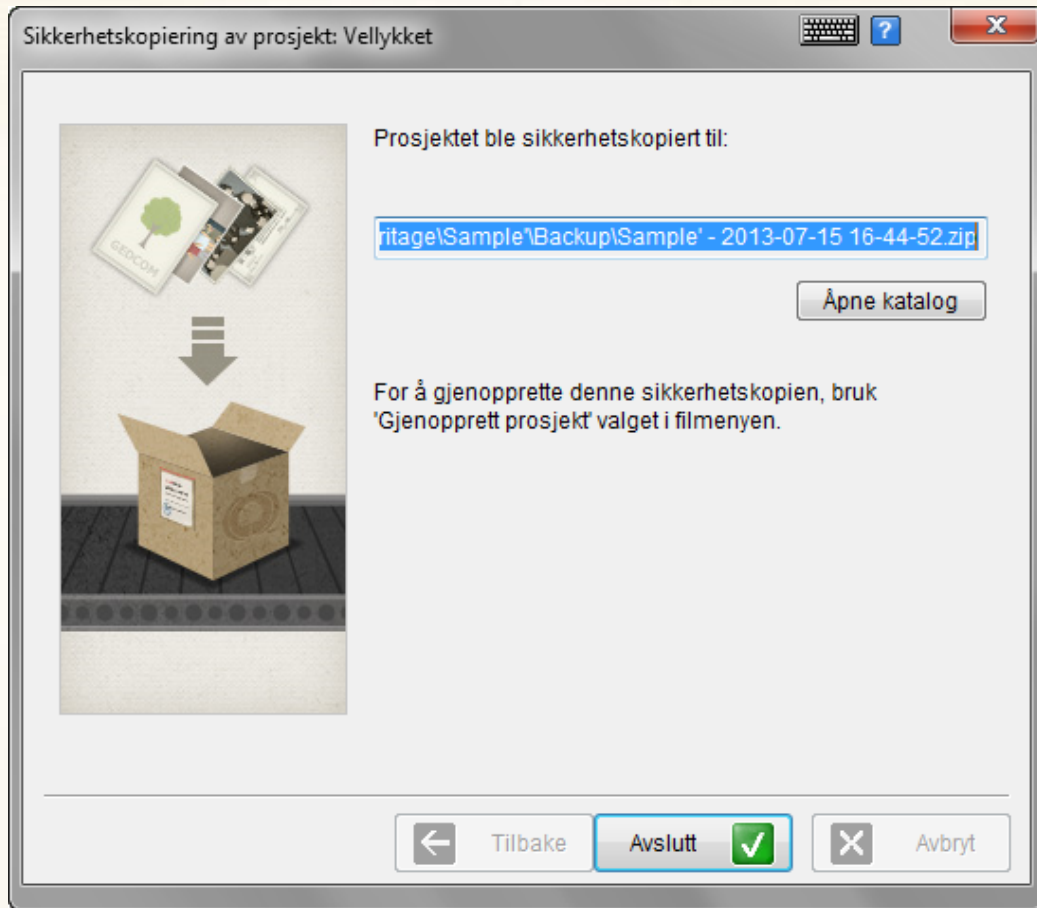 Sikkerhetskopiering av prosjekt: Vellykket
?
Prosjektet ble sikkerhetskopiert til:
GEDCOM
ritage\Sample'\Backup\Sample' - 2013-07-15 16-44-52.zip
Åpne katalog
For å gjenopprette denne sikkerhetskopien, bruk
'Gjenopprett prosjekt' valget i filmenyen.
Tilbake
Avslutt
Avbryt